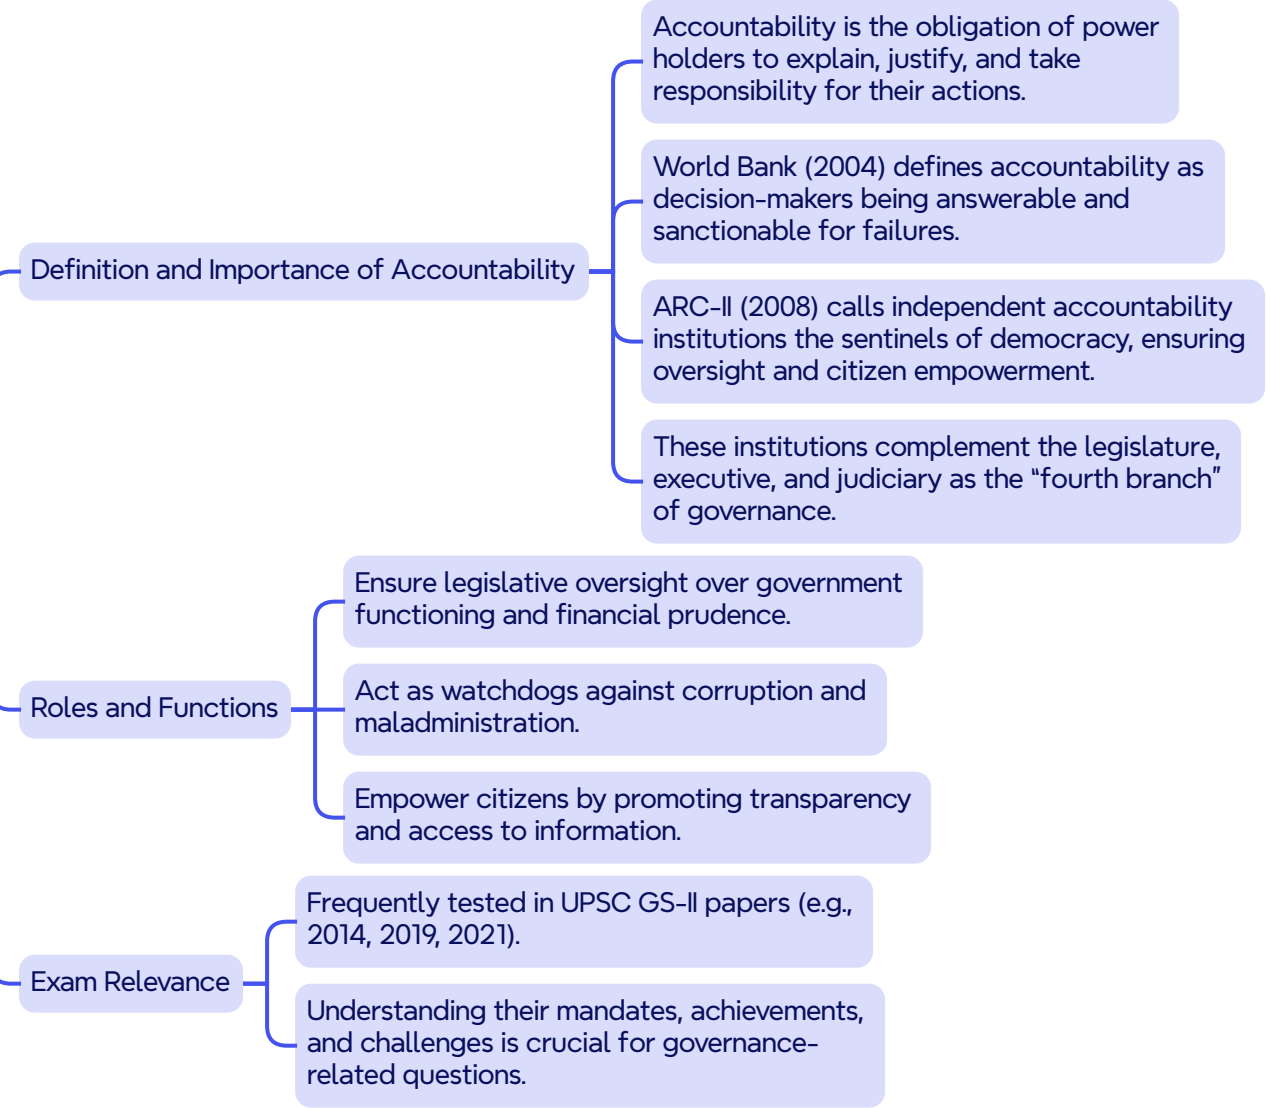 Definition and Importance of Accountability
Accountability is the obligation of power
holders to explain, justify, and take
responsibility for their actions.
World Bank (2004) defines accountability as
decision-makers being answerable and
sanctionable for failures.
ARC-II (2008) calls independent accountability
institutions the sentinels of democracy, ensuring
oversight and citizen empowerment.
These institutions complement the legislature,
executive, and judiciary as the “fourth branch”
of governance.
Roles and Functions
Ensure legislative oversight over government
functioning and financial prudence.
Act as watchdogs against corruption and
maladministration.
Empower citizens by promoting transparency
and access to information.
Exam Relevance
Frequently tested in UPSC GS-II papers (e.g.,
2014, 2019, 2021).
Understanding their mandates, achievements,
and challenges is crucial for governance-
related questions.